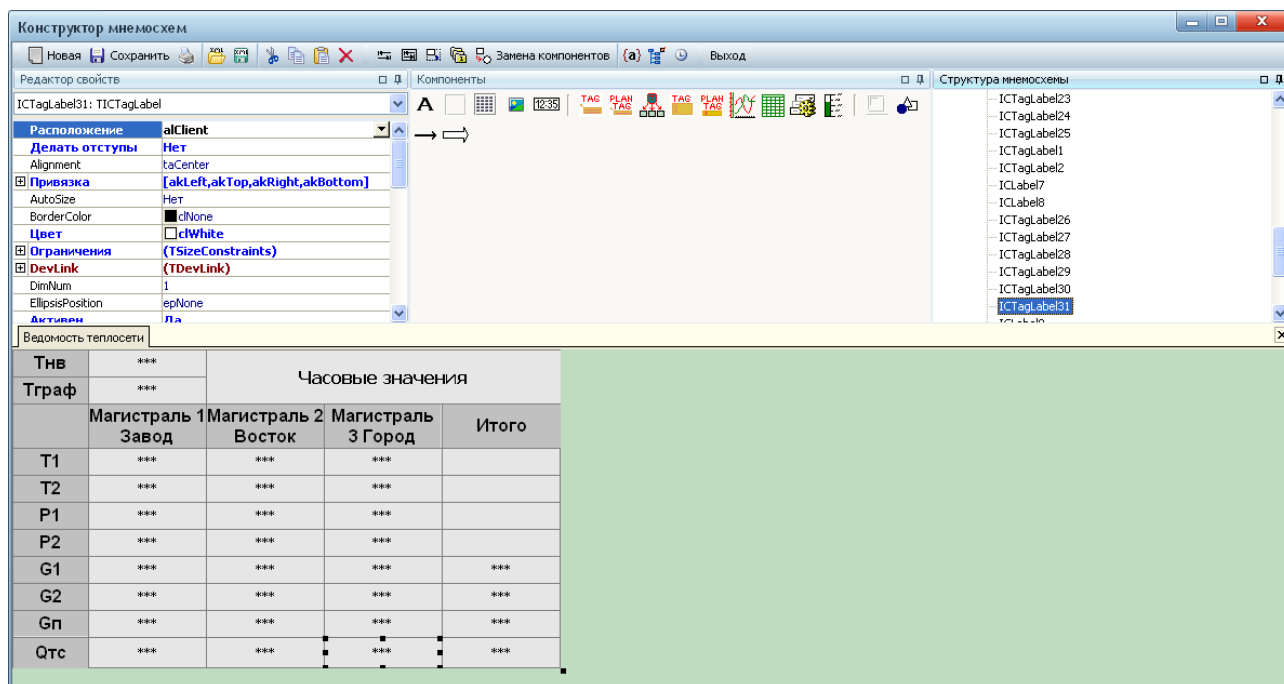 Конструктор мнемосхем
Новая Сохранить Замена компонентов {a} Выход
Редактор свойств
ICTagLabel31: TICTagLabel
Расположение alClient
Делать отступы Нет
Alignment taCenter
Привязка [akLeft,akTop,akRight,akBottom]
AutoSize Нет
BorderColor clNone
Цвет clWhite
Ограничения (TSizeConstraints)
DevLink (TDevLink)
DimNum 1
EllipsisPosition epNone
Активен Да
Компоненты
A 12:35 TAG PLAN TAG TAG PLAN TAG
Структура мнемосхемы
ICTagLabel23
ICTagLabel24
ICTagLabel25
ICTagLabel1
ICTagLabel2
ICLabel7
ICLabel8
ICTagLabel26
ICTagLabel27
ICTagLabel28
ICTagLabel29
ICTagLabel30
ICTagLabel31
Ведомость теплосети
Тнв ***
Часовые значения
Тграф ***
Магистраль 1 Магистраль 2 Магистраль Итого
Завод Восток 3 Город
Т1 *** *** ***
Т2 *** *** ***
Р1 *** *** ***
Р2 *** *** ***
G1 *** *** *** ***
G2 *** *** *** ***
Gп *** *** *** ***
Qтс *** *** *** ***